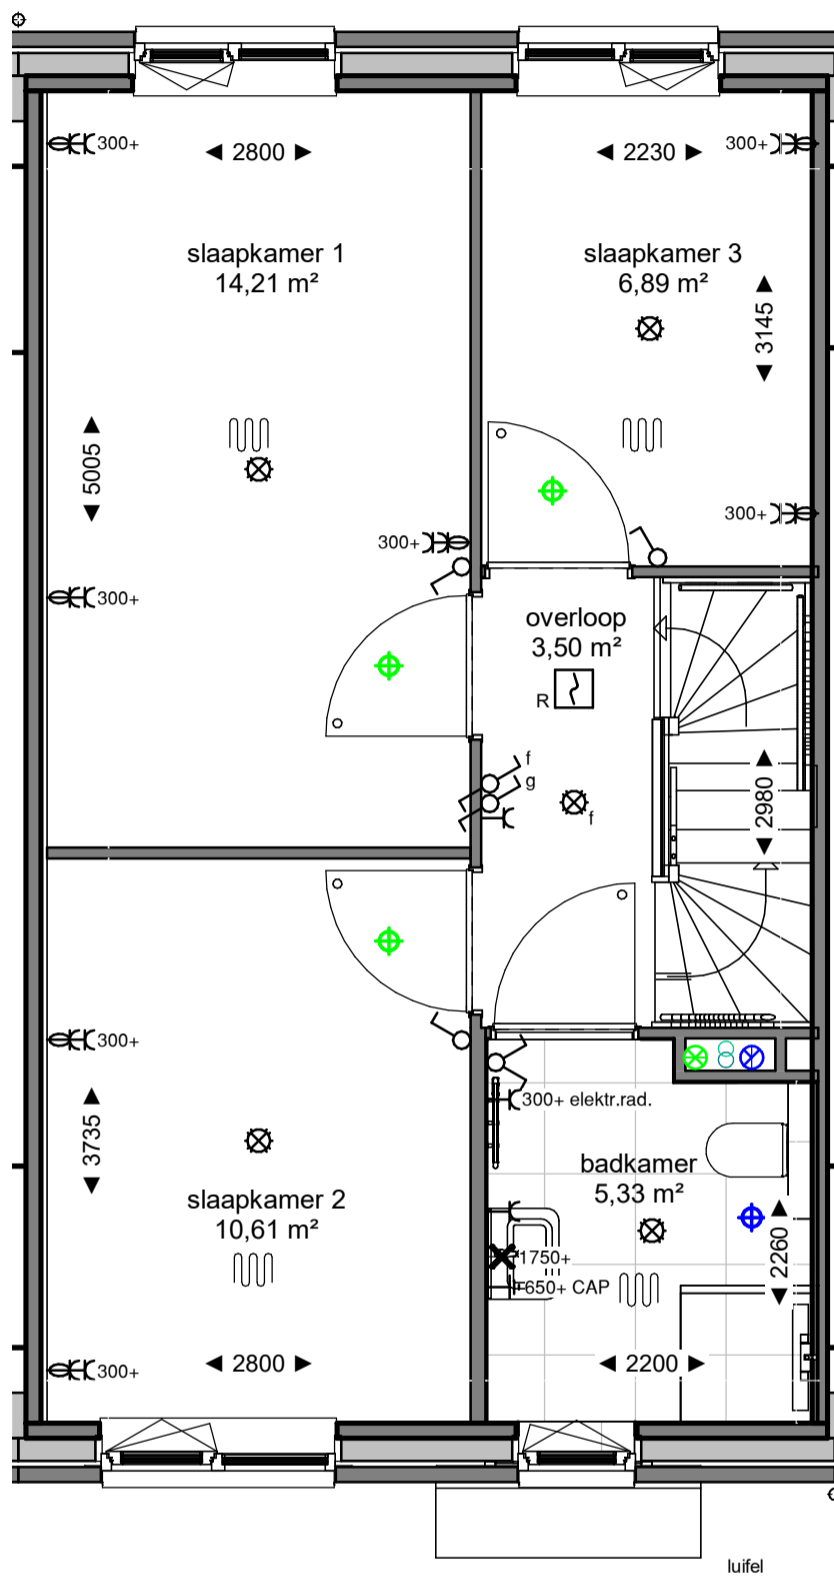 300+
2800
2230
300+
slaapkamer 1
14,21 m²
slaapkamer 3
6,89 m²
3145
5005
300+
300+
300+
overloop
3,50 m²
R
f
g
f
2980
300+
300+ elektr.rad.
3735
badkamer
5,33 m²
slaapkamer 2
10,61 m²
2260
1750+
650+ CAP
300+
2800
2200
luifel